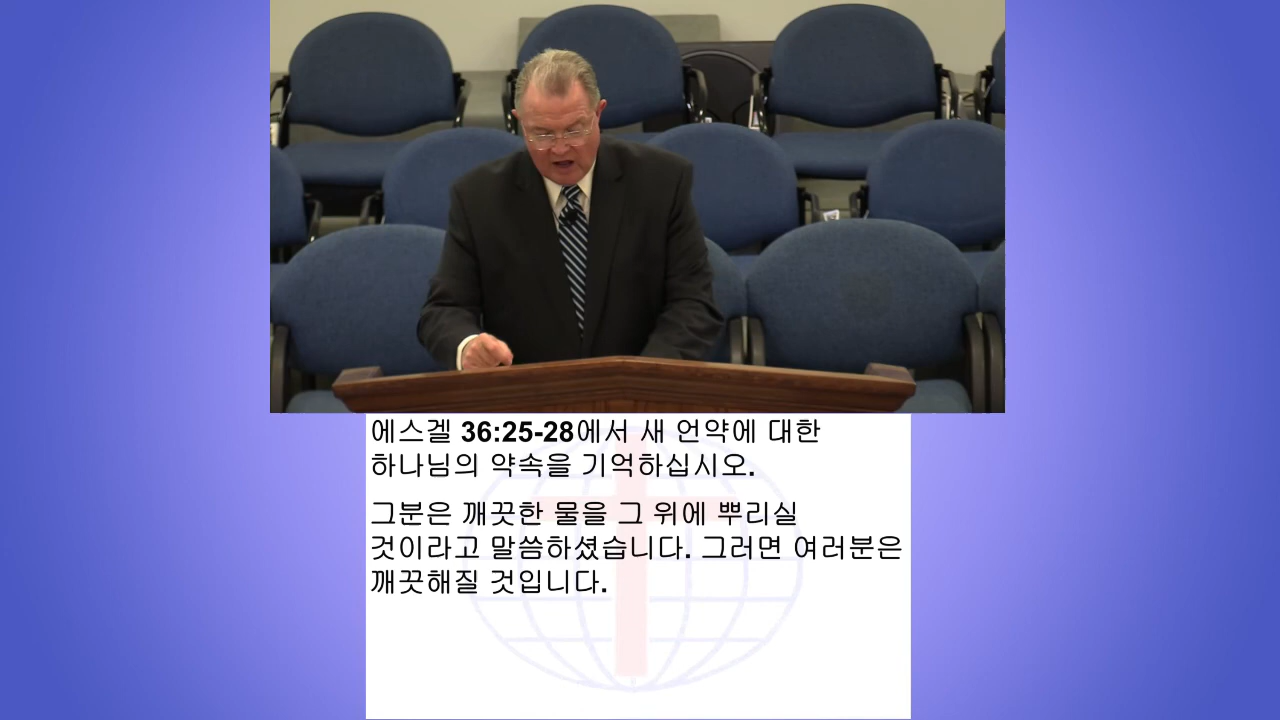 에스겔 36:25-28에서 새 언약에 대한
하나님의 약속을 기억하십시오.
그분은 깨끗한 물을 그 위에 뿌리실
것이라고 말씀하셨습니다. 그러면 여러분은
깨끗해질 것입니다.